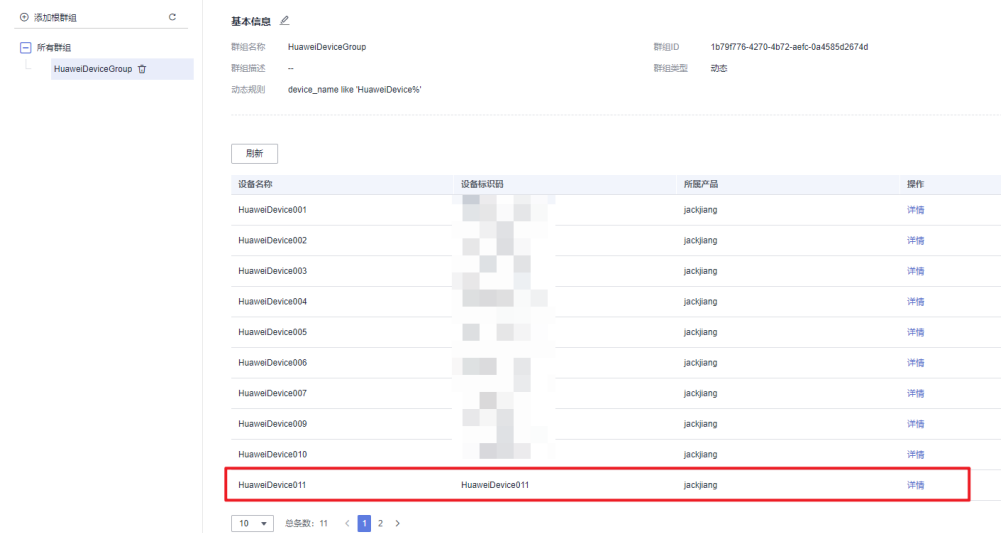 添加根群组
所有群组
HuaweiDeviceGroup
基本信息
群组名称 HuaweiDeviceGroup 群组ID 1b79f776-4270-4b72-aefc-0a4585d2674d
群组描述 -- 群组类型 动态
动态规则 device_name like 'HuaweiDevice%'
刷新
设备名称 设备标识码 所属产品 操作
HuaweiDevice001 jackjiang 详情
HuaweiDevice002 jackjiang 详情
HuaweiDevice003 jackjiang 详情
HuaweiDevice004 jackjiang 详情
HuaweiDevice005 jackjiang 详情
HuaweiDevice006 jackjiang 详情
HuaweiDevice007 jackjiang 详情
HuaweiDevice009 jackjiang 详情
HuaweiDevice010 jackjiang 详情
HuaweiDevice011 HuaweiDevice011 jackjiang 详情
10 总条数: 11 < 1 2 >